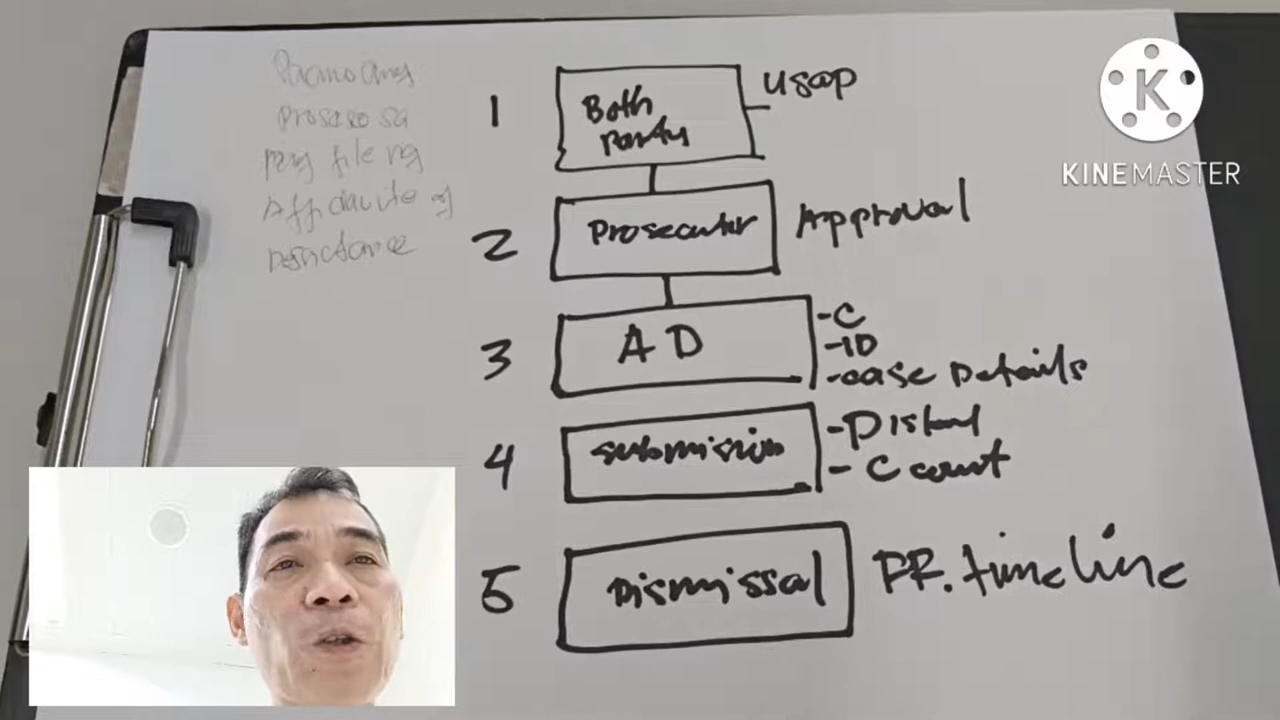 Paano ang
proseso sa
pag file ng
Affidavite of
desistance
1
Both
Party
usap
2
Prosecutor
Approval
3
A D
-C
-ID
-case Details
4
submission
- C court
5
Dismissal
PR. timeline
K
KINEMASTER